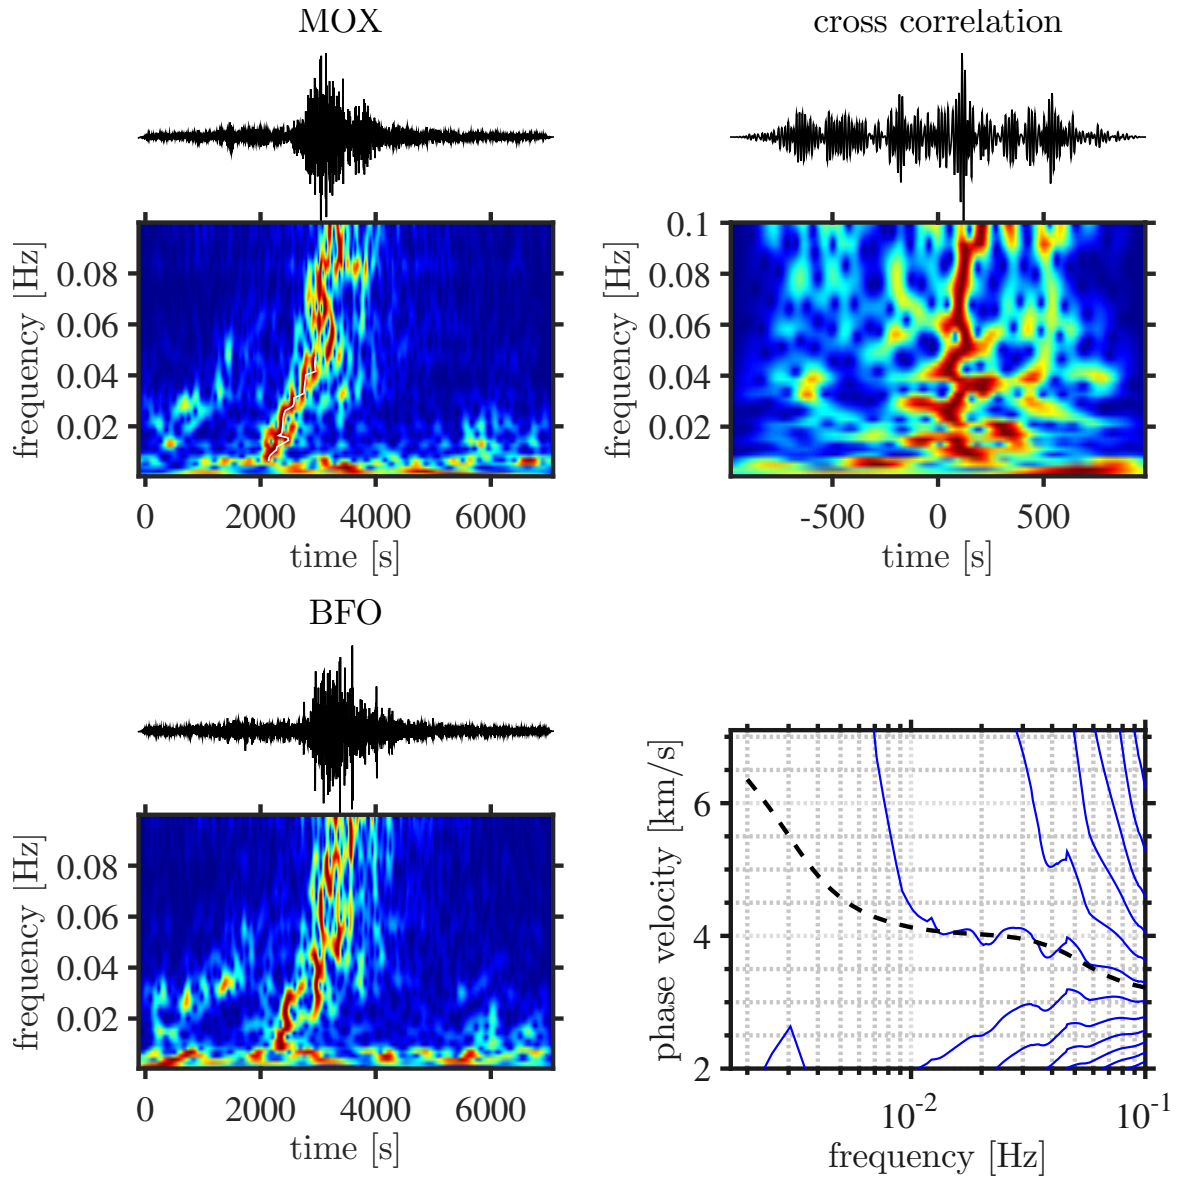 MOX
frequency [Hz]
0.08
0.06
0.04
0.02
0 2000 4000 6000
time [s]
cross correlation
frequency [Hz]
0.1
0.08
0.06
0.04
0.02
-500 0 500
time [s]
BFO
frequency [Hz]
0.08
0.06
0.04
0.02
0 2000 4000 6000
time [s]
phase velocity [km/s]
6
4
2
10-2 10-1
frequency [Hz]